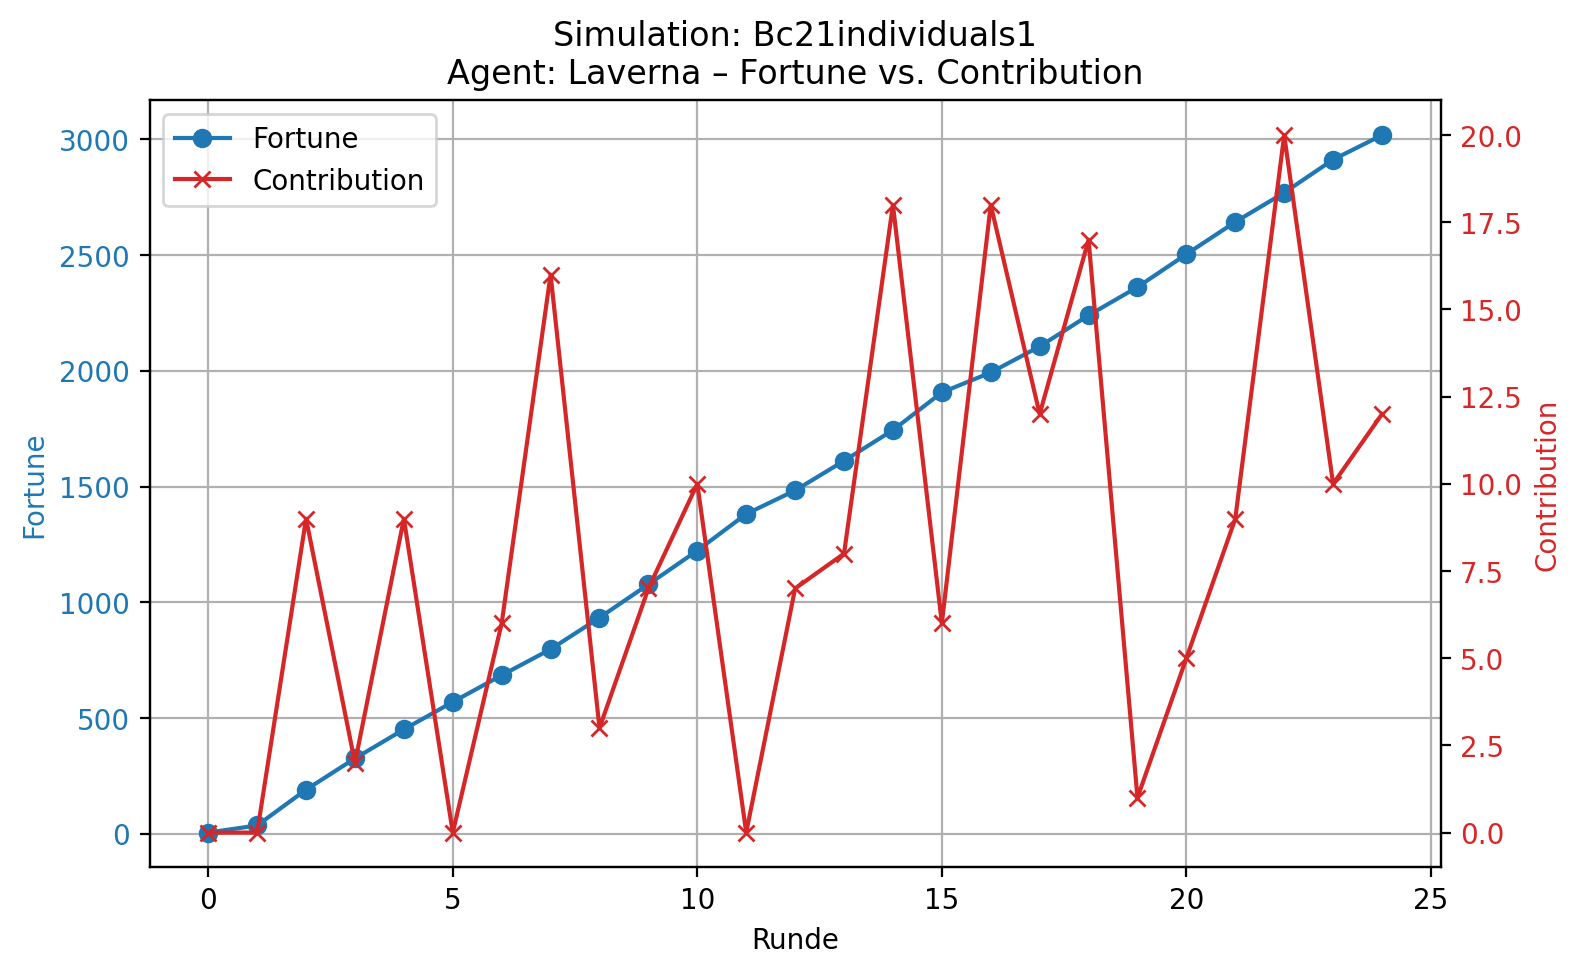 Simulation: Bc21individuals1
Agent: Laverna – Fortune vs. Contribution
Fortune
Contribution
3000
2500
2000
1500
1000
500
0
Fortune
20.0
17.5
15.0
12.5
10.0
7.5
5.0
2.5
0.0
Contribution
0 5 10 15 20 25
Runde